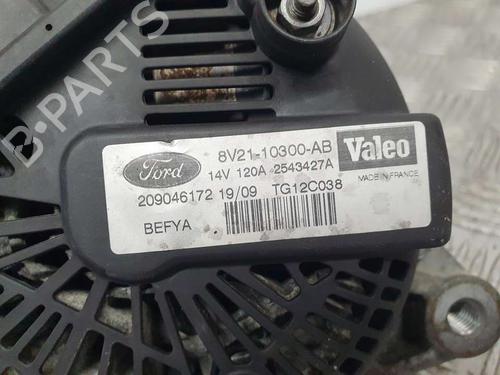 B-PARTS
Ford
8V21-10300-AB
14V 120A 2543427A
Valeo
MADE IN FRANCE
209046172 19/09 TG12C038
BEFYA